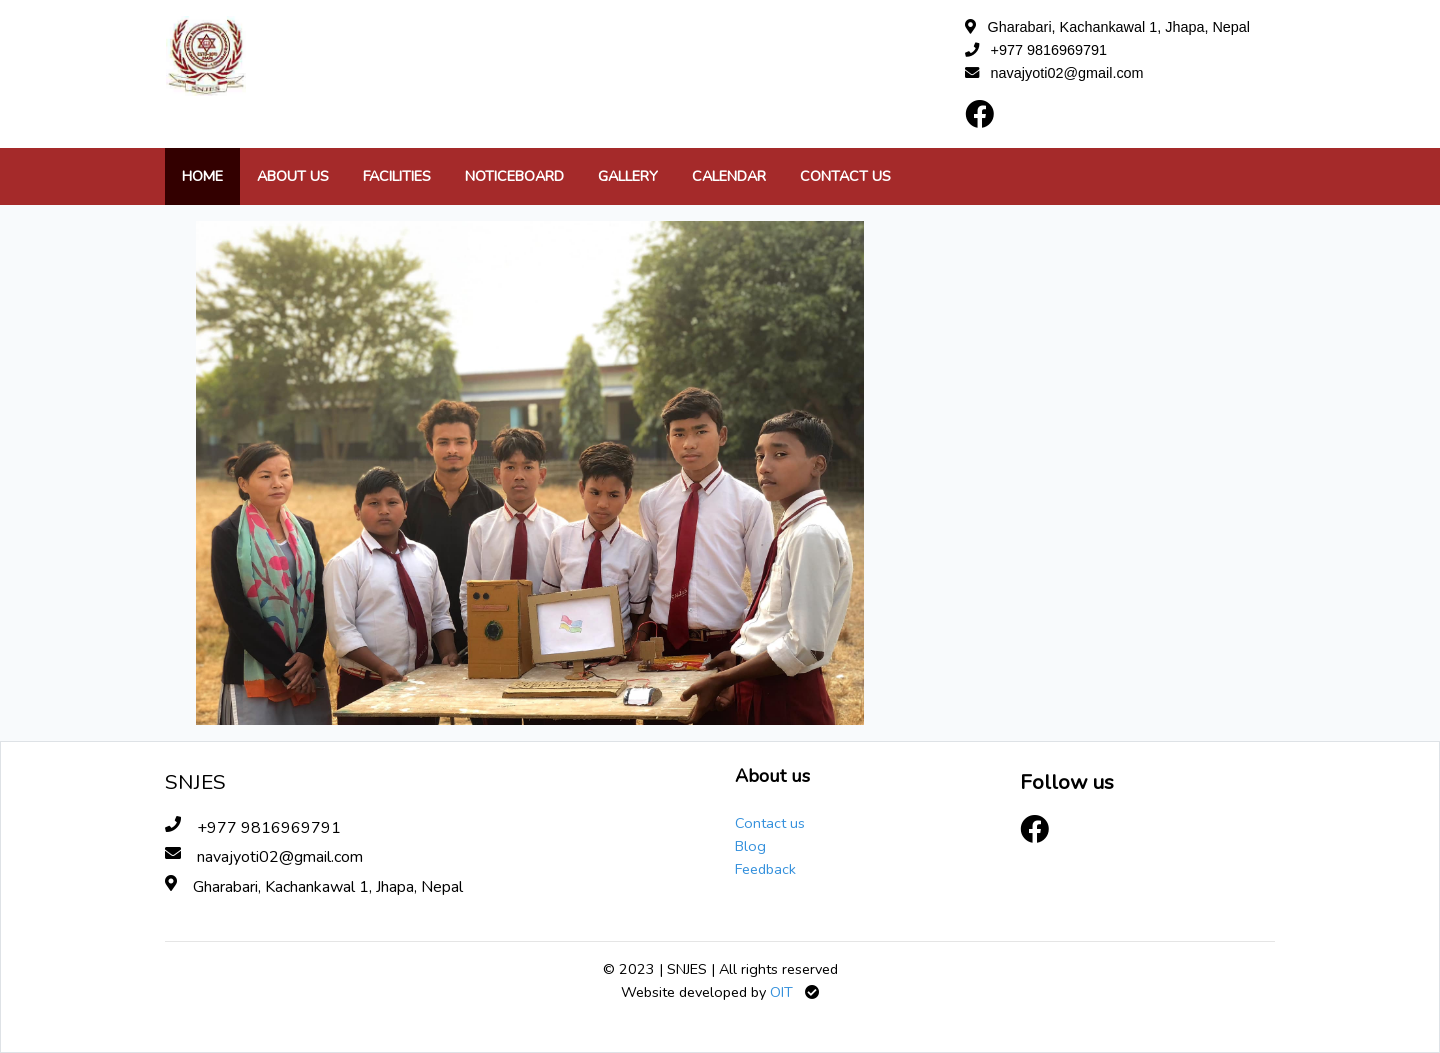 SNJES
Gharabari, Kachankawal 1, Jhapa, Nepal
+977 9816969791
navajyoti02@gmail.com
HOME ABOUT US FACILITIES NOTICEBOARD GALLERY CALENDAR CONTACT US
SNJES
+977 9816969791
navajyoti02@gmail.com
Gharabari, Kachankawal 1, Jhapa, Nepal
About us
Contact us
Blog
Feedback
Follow us
© 2023 | SNJES | All rights reserved
Website developed by OIT